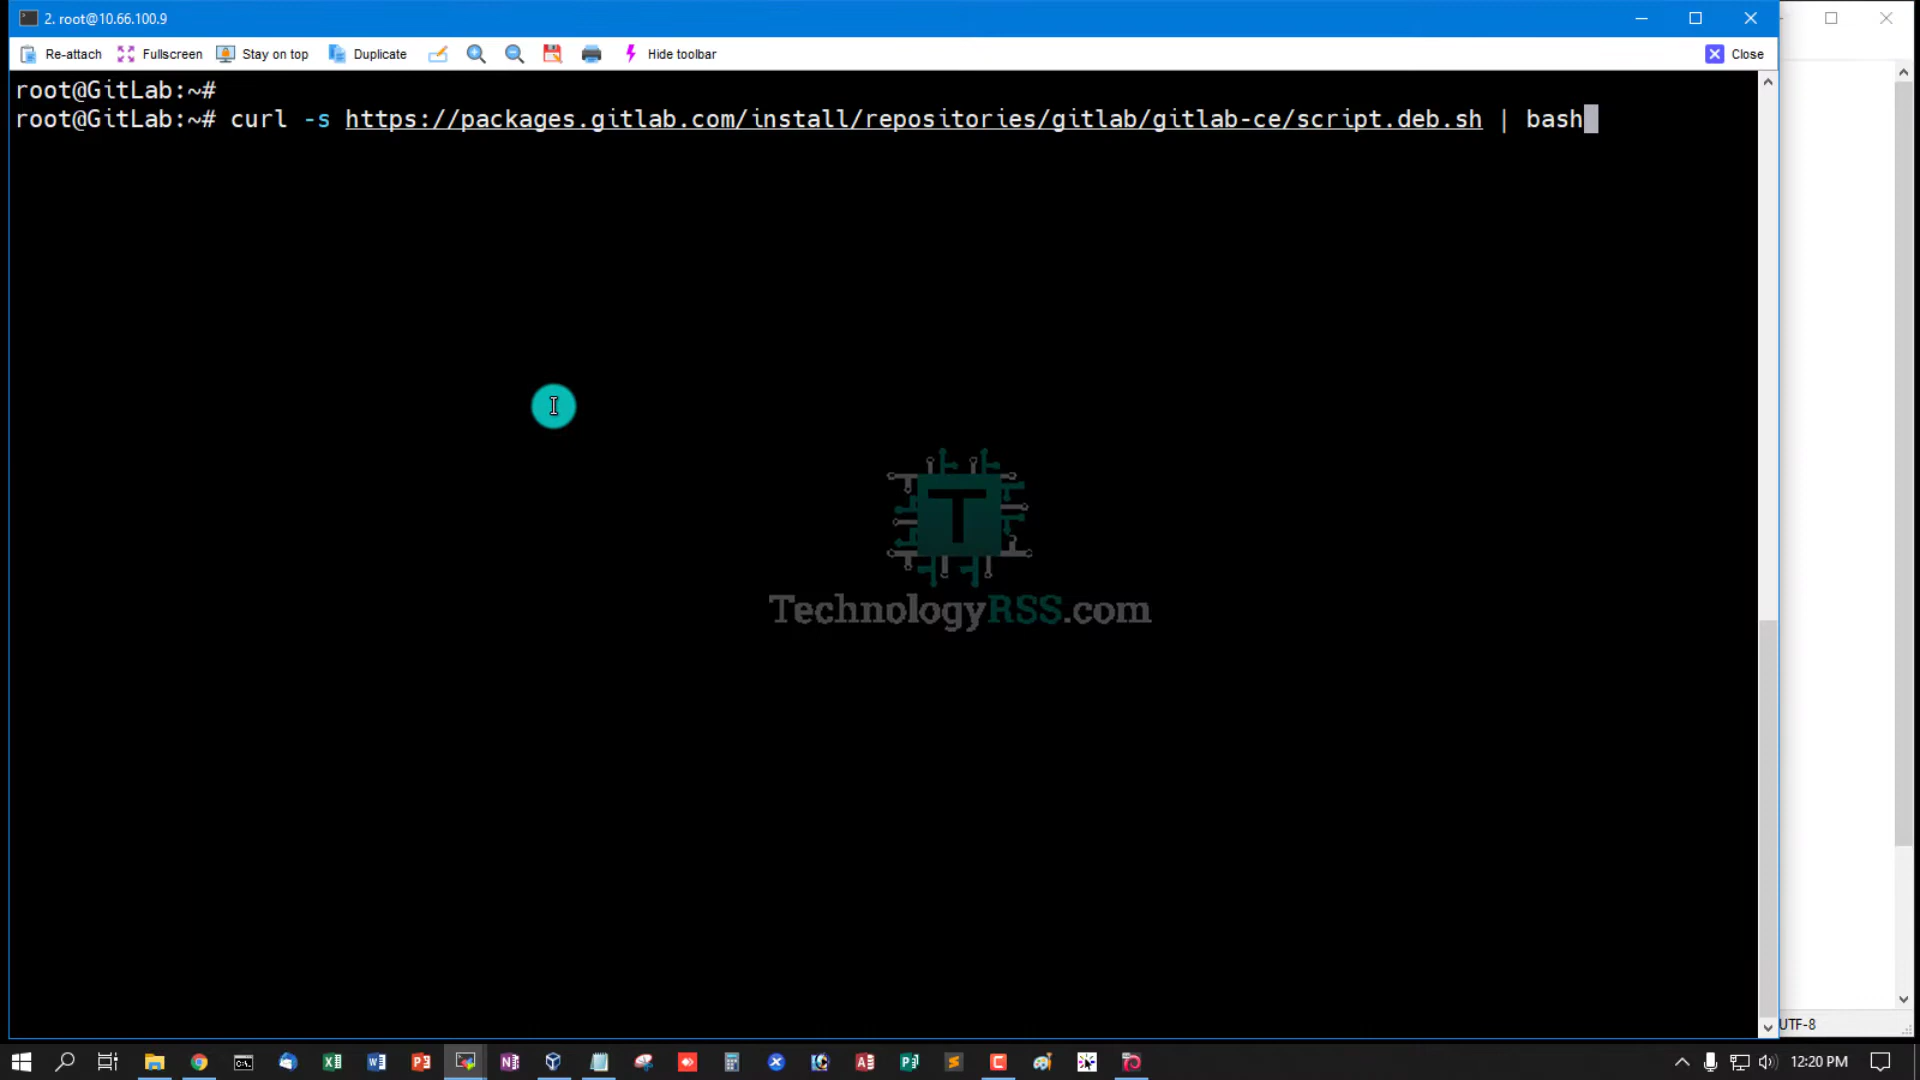 2. root@10.66.100.9
Re-attach Fullscreen Stay on top Duplicate Hide toolbar Close
root@GitLab:~#
root@GitLab:~# curl -s https://packages.gitlab.com/install/repositories/gitlab/gitlab-ce/script.deb.sh | bash
T
TechnologyRSS.com
UTF-8
12:20 PM